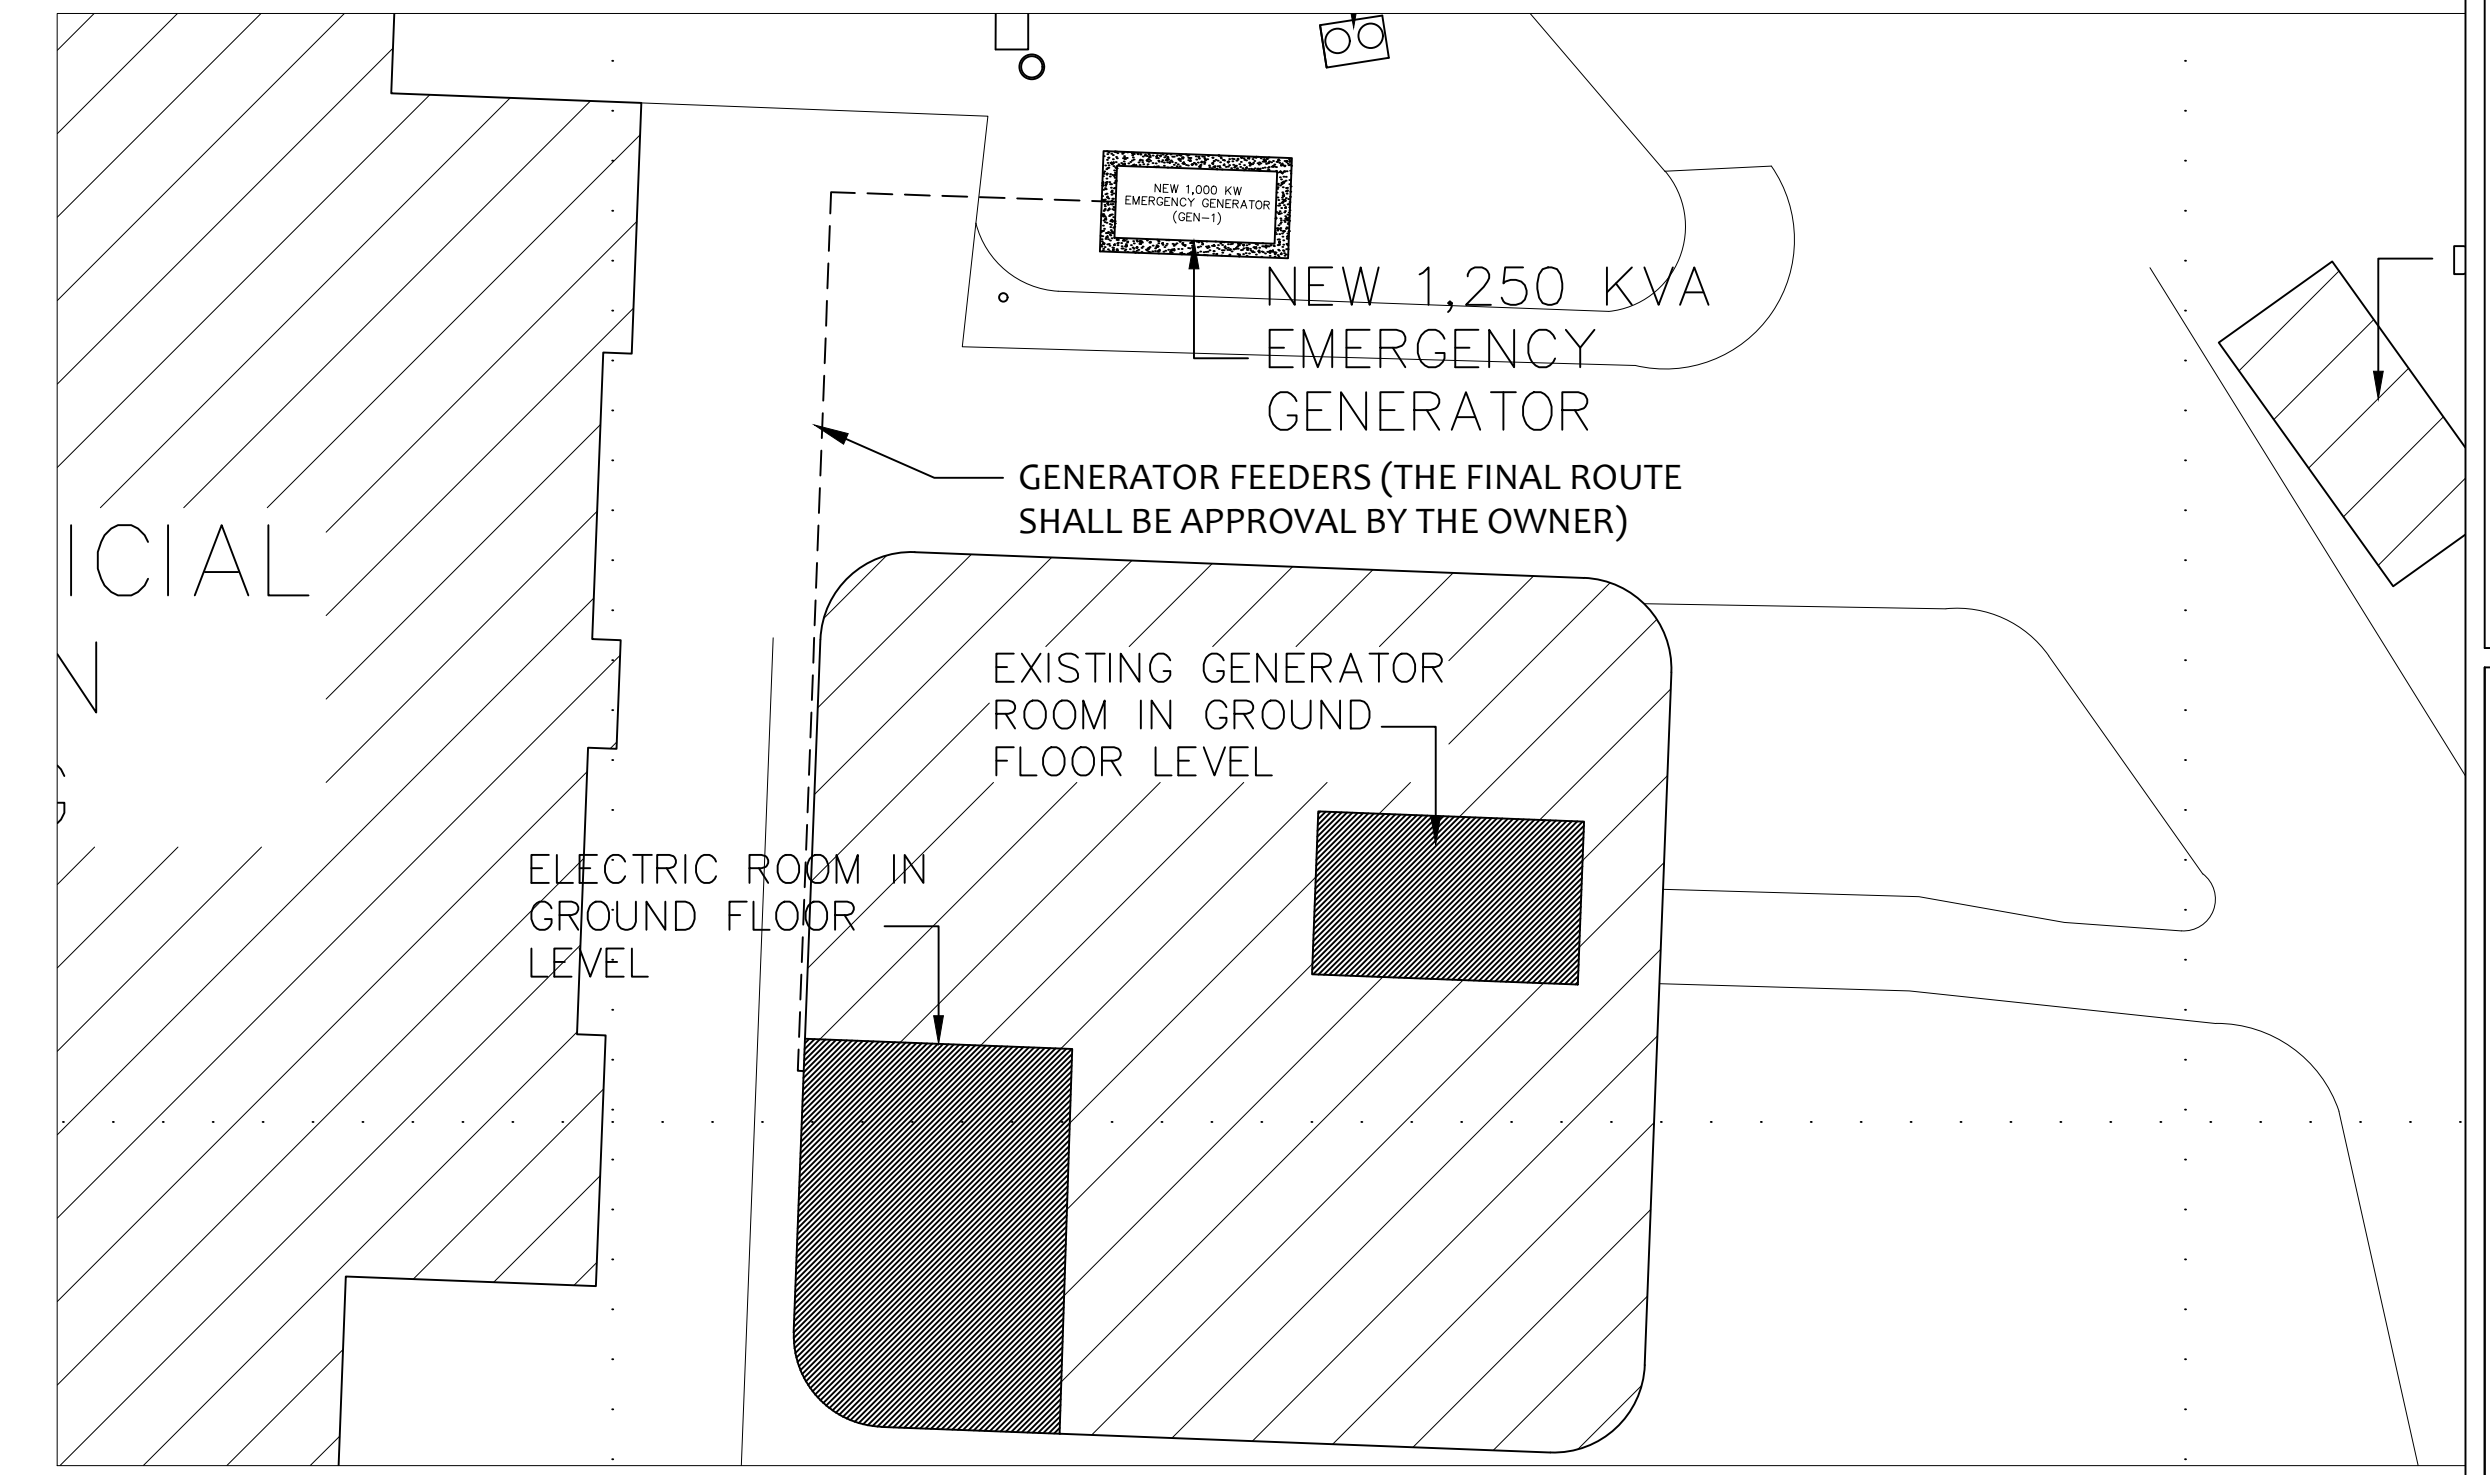 NEW 1,000 KW
EMERGENCY GENERATOR
(GEN-1)
NEW 1,250 KVA
EMERGENCY
GENERATOR
GENERATOR FEEDERS (THE FINAL ROUTE
SHALL BE APPROVAL BY THE OWNER)
ICIAL
N
EXISTING GENERATOR
ROOM IN GROUND
FLOOR LEVEL
ELECTRIC ROOM IN
GROUND FLOOR
LEVEL